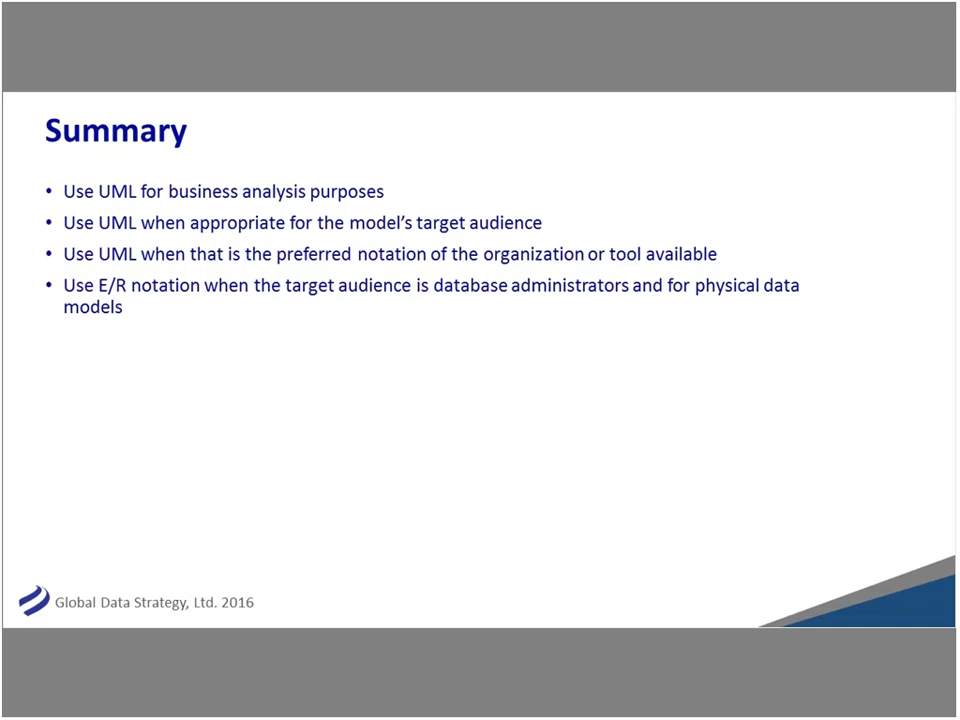 Summary
• Use UML for business analysis purposes
• Use UML when appropriate for the model's target audience
• Use UML when that is the preferred notation of the organization or tool available
• Use E/R notation when the target audience is database administrators and for physical data
models
Global Data Strategy, Ltd. 2016